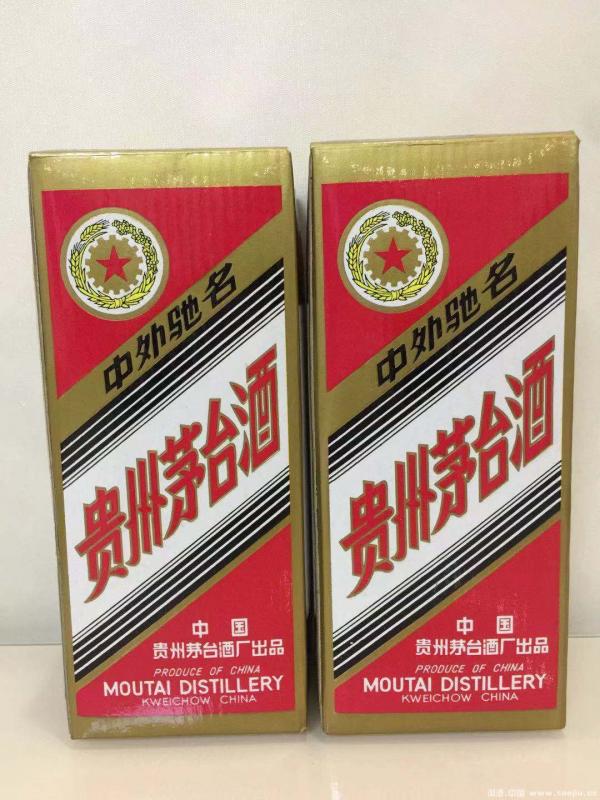 中外驰名
贵州茅台酒
中国
贵州茅台酒厂出品
PRODUCE OF CHINA
MOUTAI DISTILLERY
KWEICHOW CHINA
中外驰名
贵州茅台酒
中国
贵州茅台酒厂出品
PRODUCE OF CHINA
MOUTAI DISTILLERY
KWEICHOW CHINA